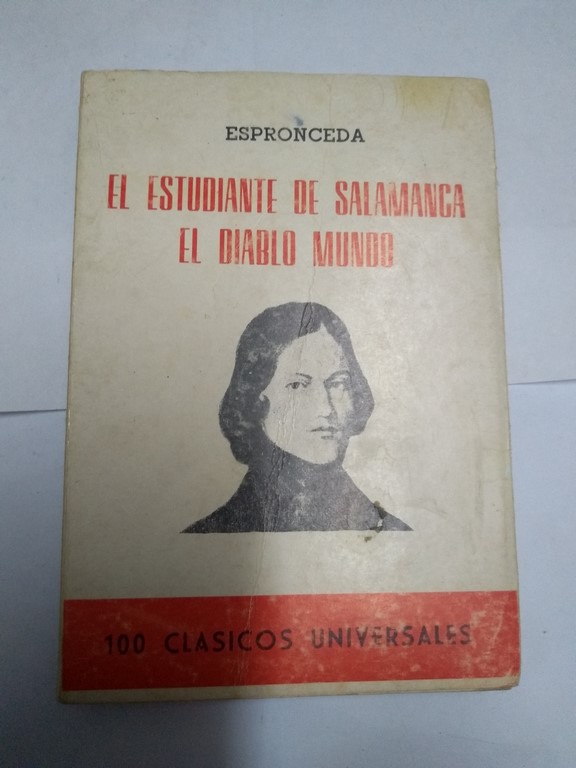 ESPRONCEDA
EL ESTUDIANTE DE SALAMANCA
EL DIABLO MUNDO
100 CLASICOS UNIVERSALES